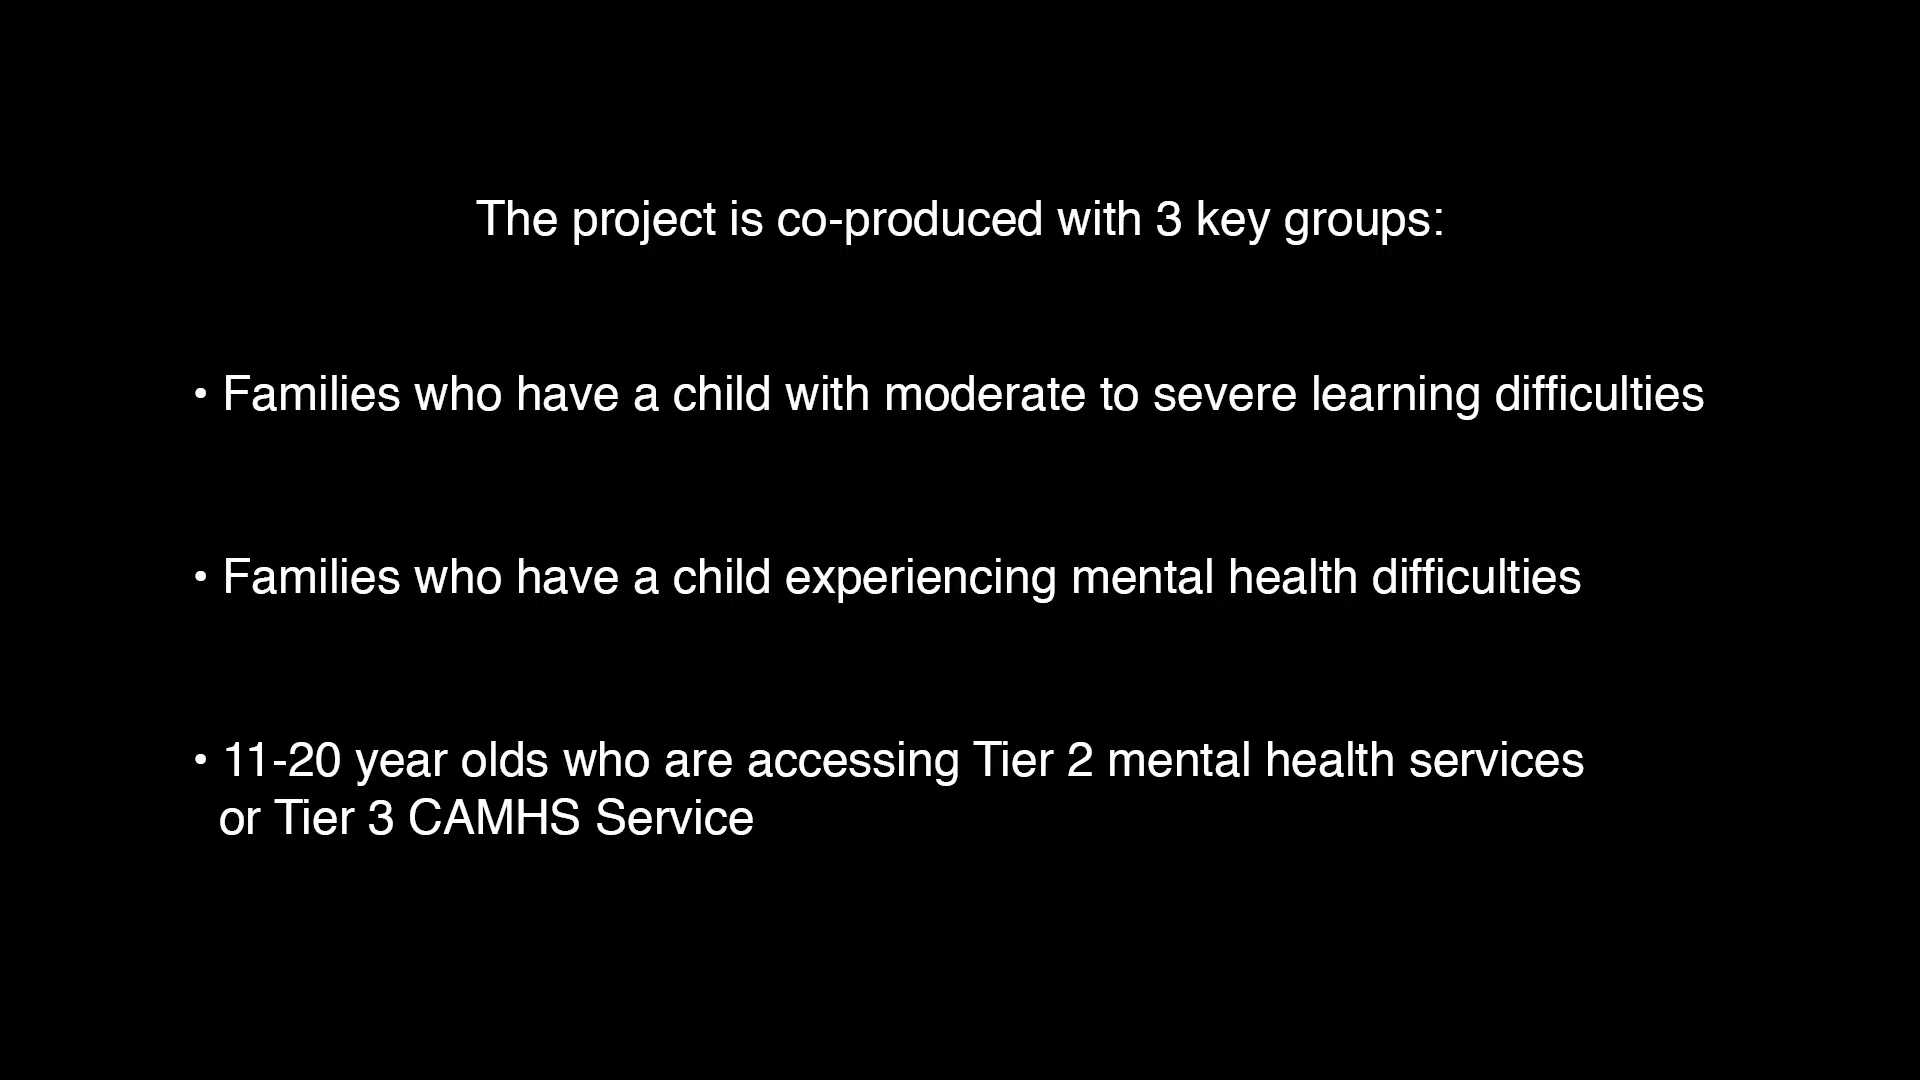 The project is co-produced with 3 key groups:
• Families who have a child with moderate to severe learning difficulties
• Families who have a child experiencing mental health difficulties
• 11-20 year olds who are accessing Tier 2 mental health services
or Tier 3 CAMHS Service